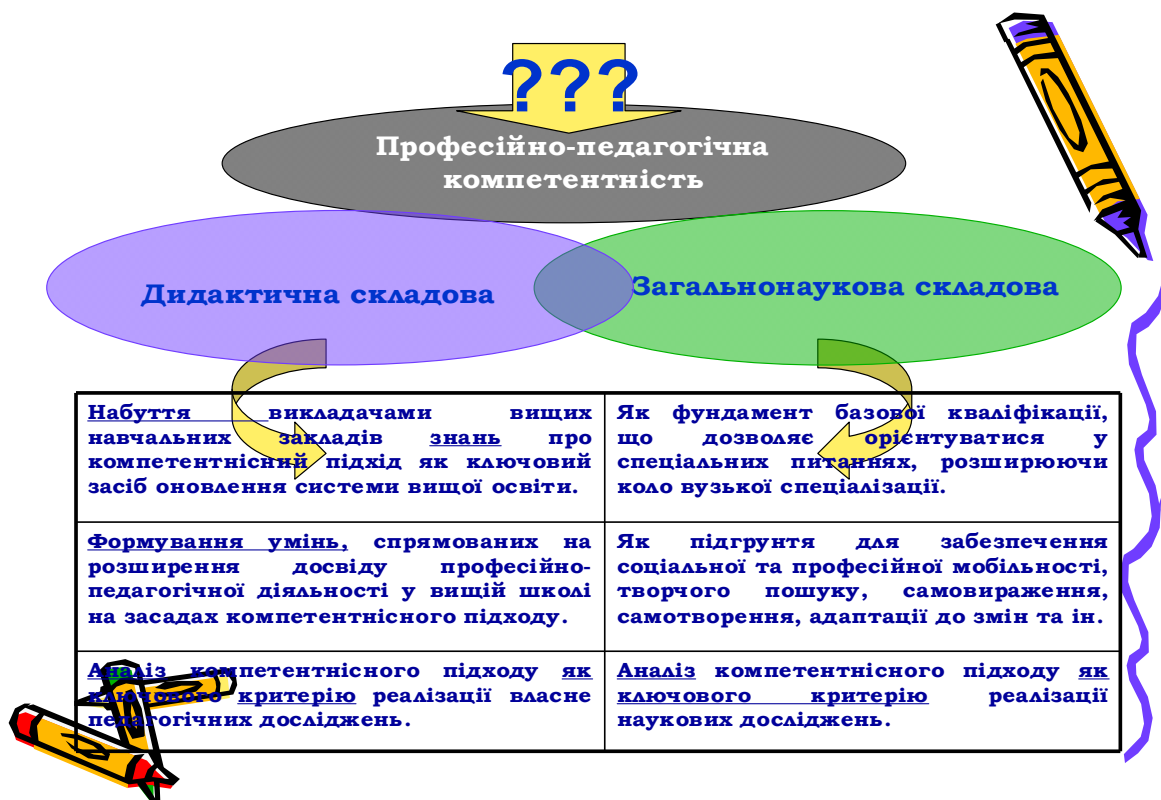 ???
Професійно-педагогічна
компетентність
Дидактична складова
Загальнонаукова складова
Набуття викладачами вищих
навчальних закладів знань про
компетентнісний підхід як ключовий
засіб оновлення системи вищої освіти.
Як фундамент базової кваліфікації,
що дозволяє орієнтуватися у
спеціальних питаннях, розширюючи
коло вузької спеціалізації.
Формування умінь, спрямованих на
розширення досвіду професійно-
педагогічної діяльності у вищій школі
на засадах компетентнісного підходу.
Як підгрунтя для забезпечення
соціальної та професійної мобільності,
творчого пошуку, самовираження,
самотворення, адаптації до змін та ін.
Аналіз компетентнісного підходу як
ключового критерію реалізації власне
педагогічних досліджень.
Аналіз компетентнісного підходу як
ключового критерію реалізації
наукових досліджень.